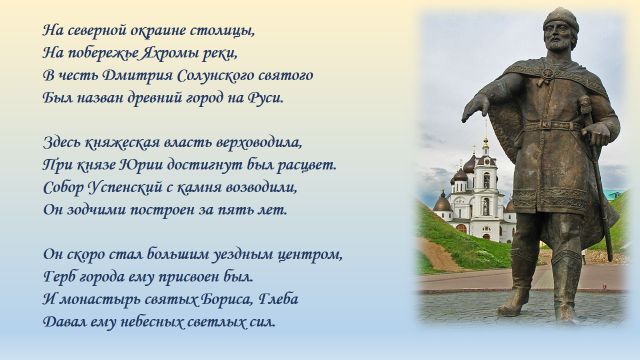 На северной окраине столицы,
На побережье Яхромы реки,
В честь Дмитрия Солунского святого
Был назван древний город на Руси.
Здесь княжеская власть верховодила,
При князе Юрии достигнут был расцвет.
Собор Успенский с камня возводили,
Он зодчими построен за пять лет.
Он скоро стал большим уездным центром,
Герб города ему присвоен был.
И монастырь святых Бориса, Глеба
Давал ему небесных светлых сил.